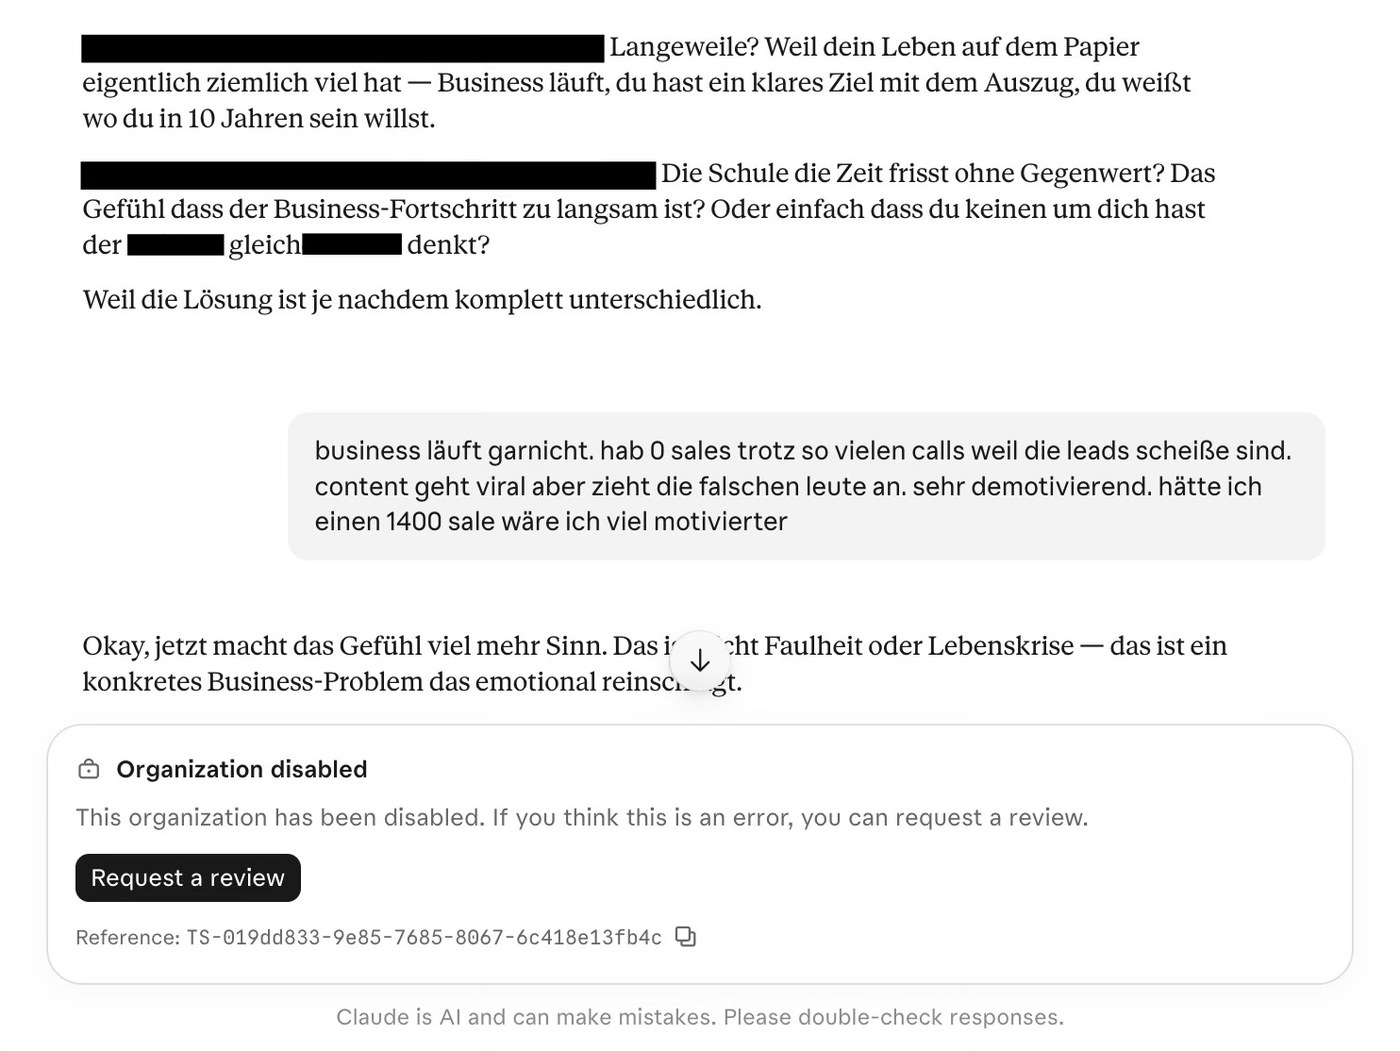 Langeweile? Weil dein Leben auf dem Papier
eigentlich ziemlich viel hat — Business läuft, du hast ein klares Ziel mit dem Auszug, du weißt
wo du in 10 Jahren sein willst.
Die Schule die Zeit frisst ohne Gegenwert? Das
Gefühl dass der Business-Fortschritt zu langsam ist? Oder einfach dass du keinen um dich hast
der gleich denkt?
Weil die Lösung ist je nachdem komplett unterschiedlich.
business läuft garnicht. hab 0 sales trotz so vielen calls weil die leads scheiße sind.
content geht viral aber zieht die falschen leute an. sehr demotivierend. hätte ich
einen 1400 sale wäre ich viel motivierter
Okay, jetzt macht das Gefühl viel mehr Sinn. Das Faulheit oder Lebenskrise — das ist ein
konkretes Business-Problem das emotional
Organization disabled
This organization has been disabled. If you think this is an error, you can request a review.
Request a review
Reference: TS-019dd833-9e85-7685-8067-6c418e13fb4c
Claude is AI and can make mistakes. Please double-check responses.